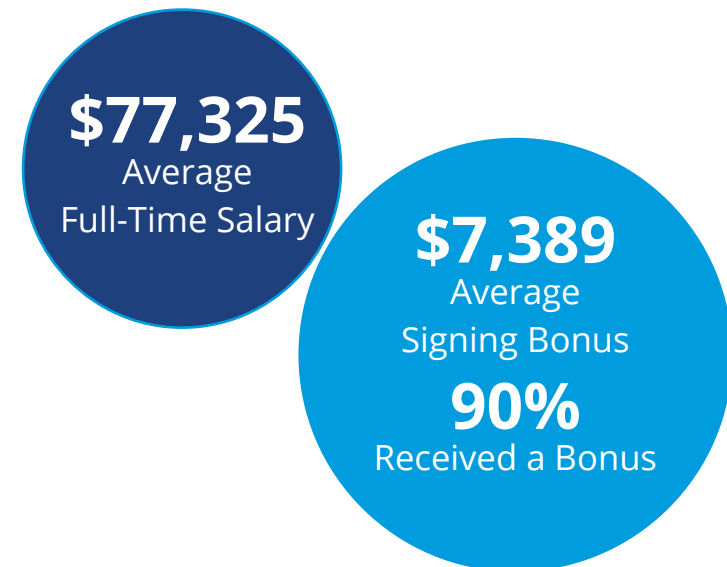 $77,325
Average
Full-Time Salary
$7,389
Average
Signing Bonus
90%
Received a Bonus